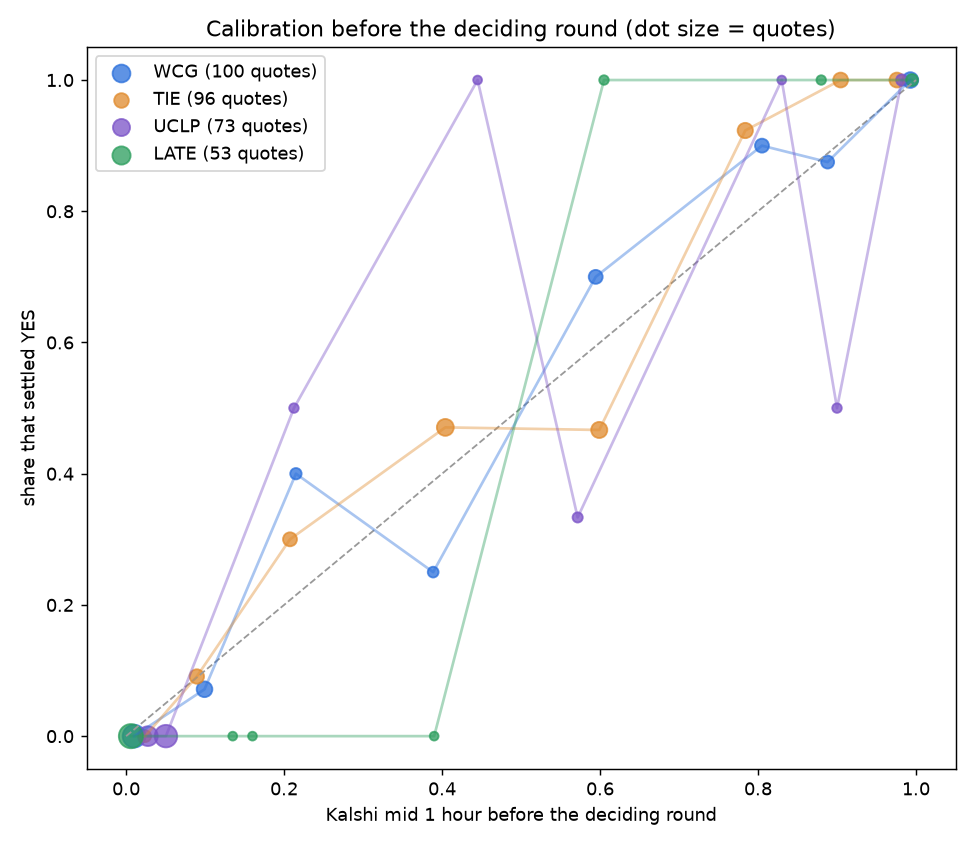 Calibration before the deciding round (dot size = quotes)
WCG (100 quotes)
TIE (96 quotes)
UCLP (73 quotes)
LATE (53 quotes)
share that settled YES
1.0
0.8
0.6
0.4
0.2
0.0
0.0 0.2 0.4 0.6 0.8 1.0
Kalshi mid 1 hour before the deciding round